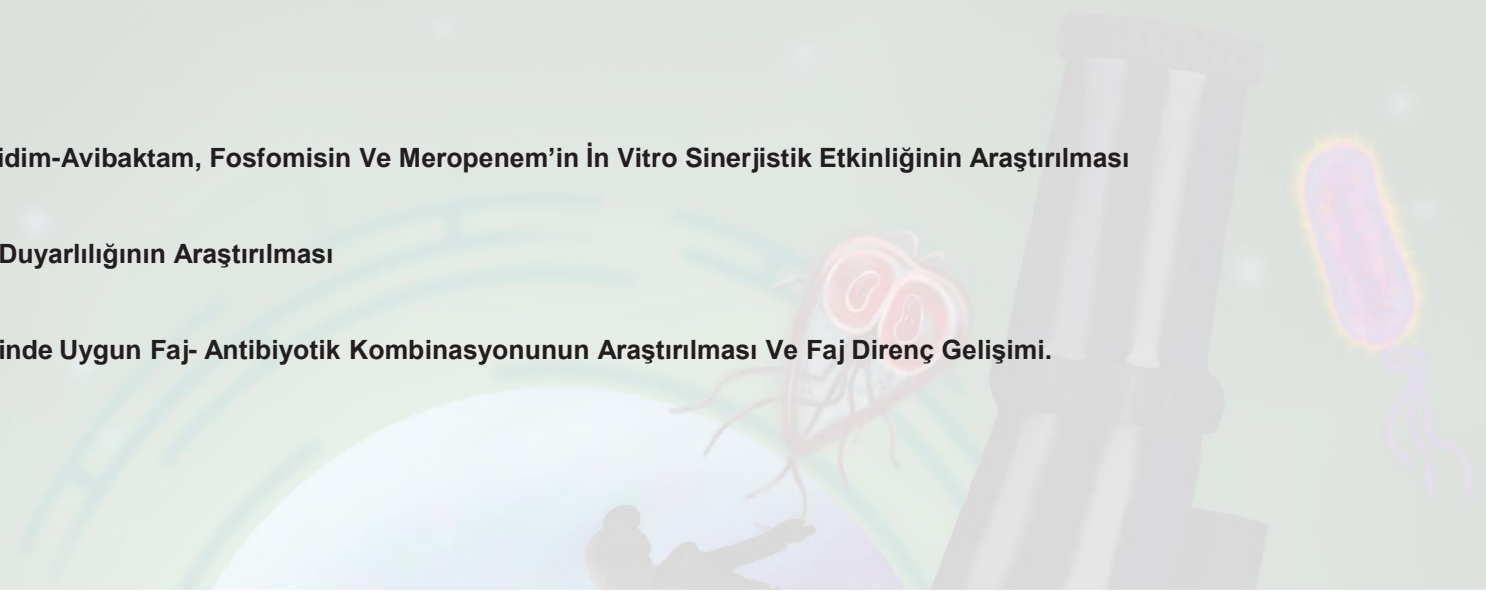 idim-Avibaktam, Fosfomisin Ve Meropenem’in İn Vitro Sinerjistik Etkinliğinin Araştırılması
Duyarlılığının Araştırılması
inde Uygun Faj- Antibiyotik Kombinasyonunun Araştırılması Ve Faj Direnç Gelişimi.